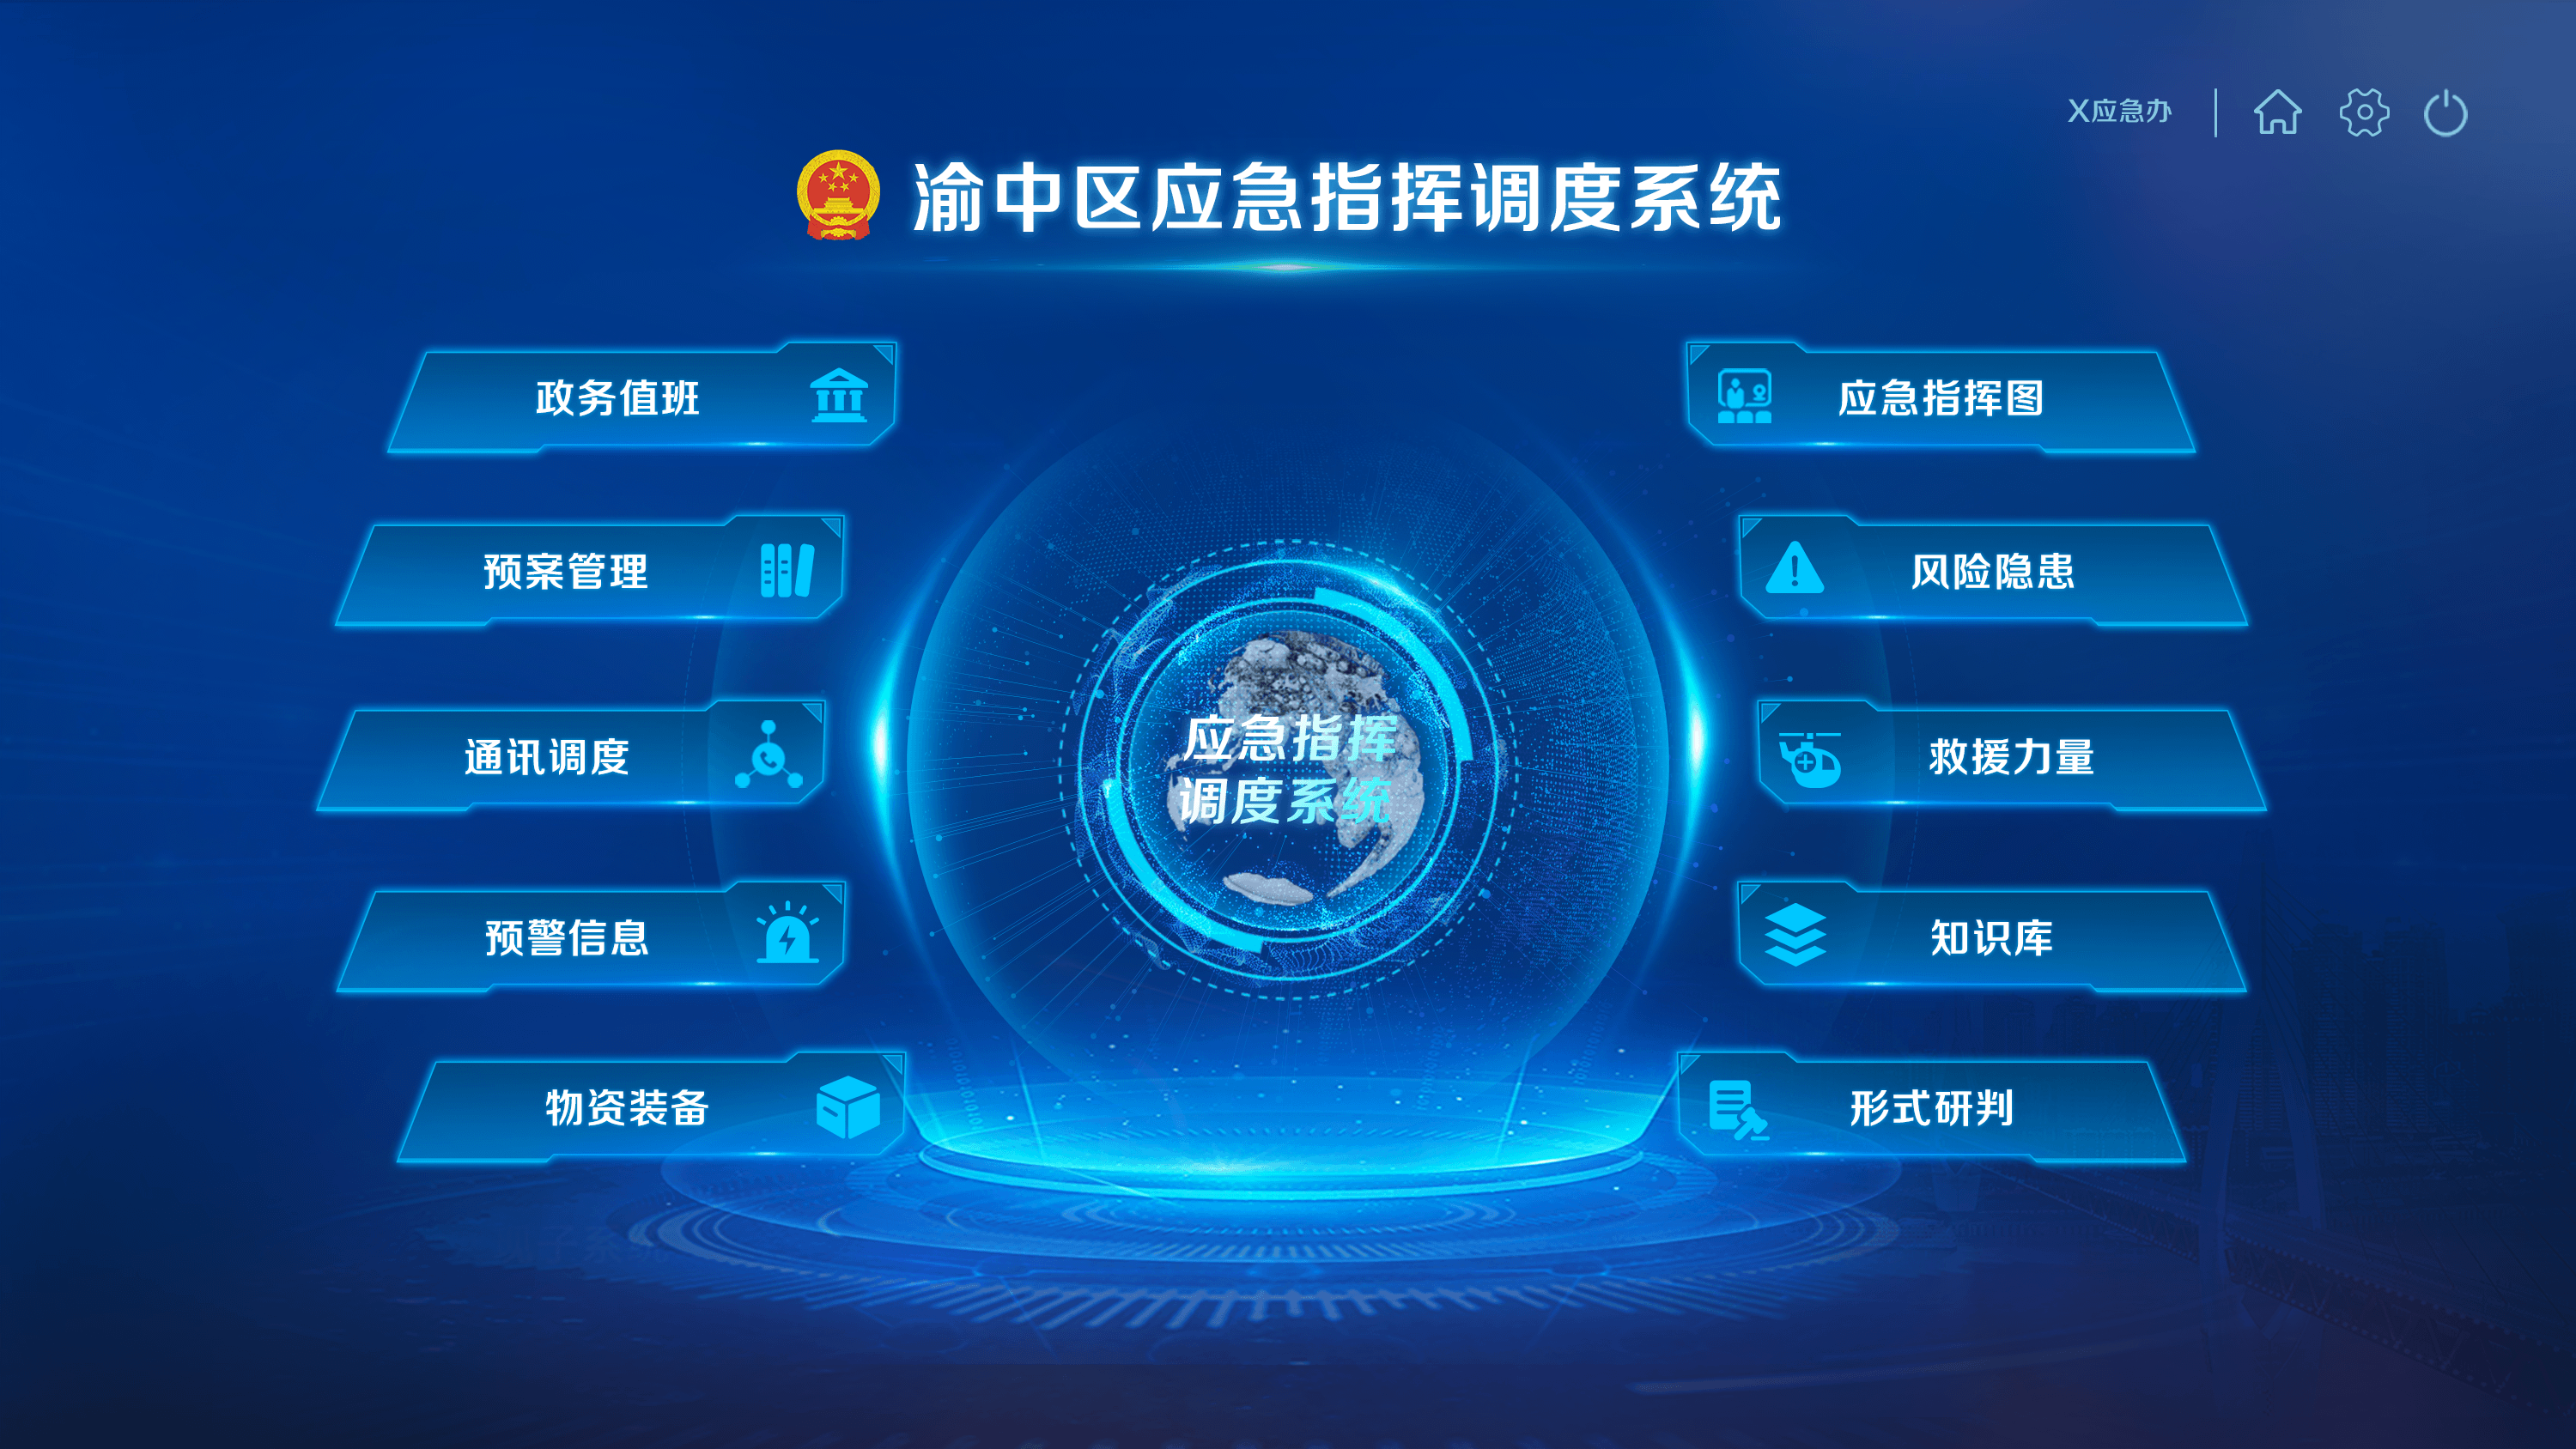 X应急办
渝中区应急指挥调度系统
政务值班
应急指挥图
预案管理
风险隐患
通讯调度
救援力量
应急指挥
调度系统
预警信息
知识库
物资装备
形式研判